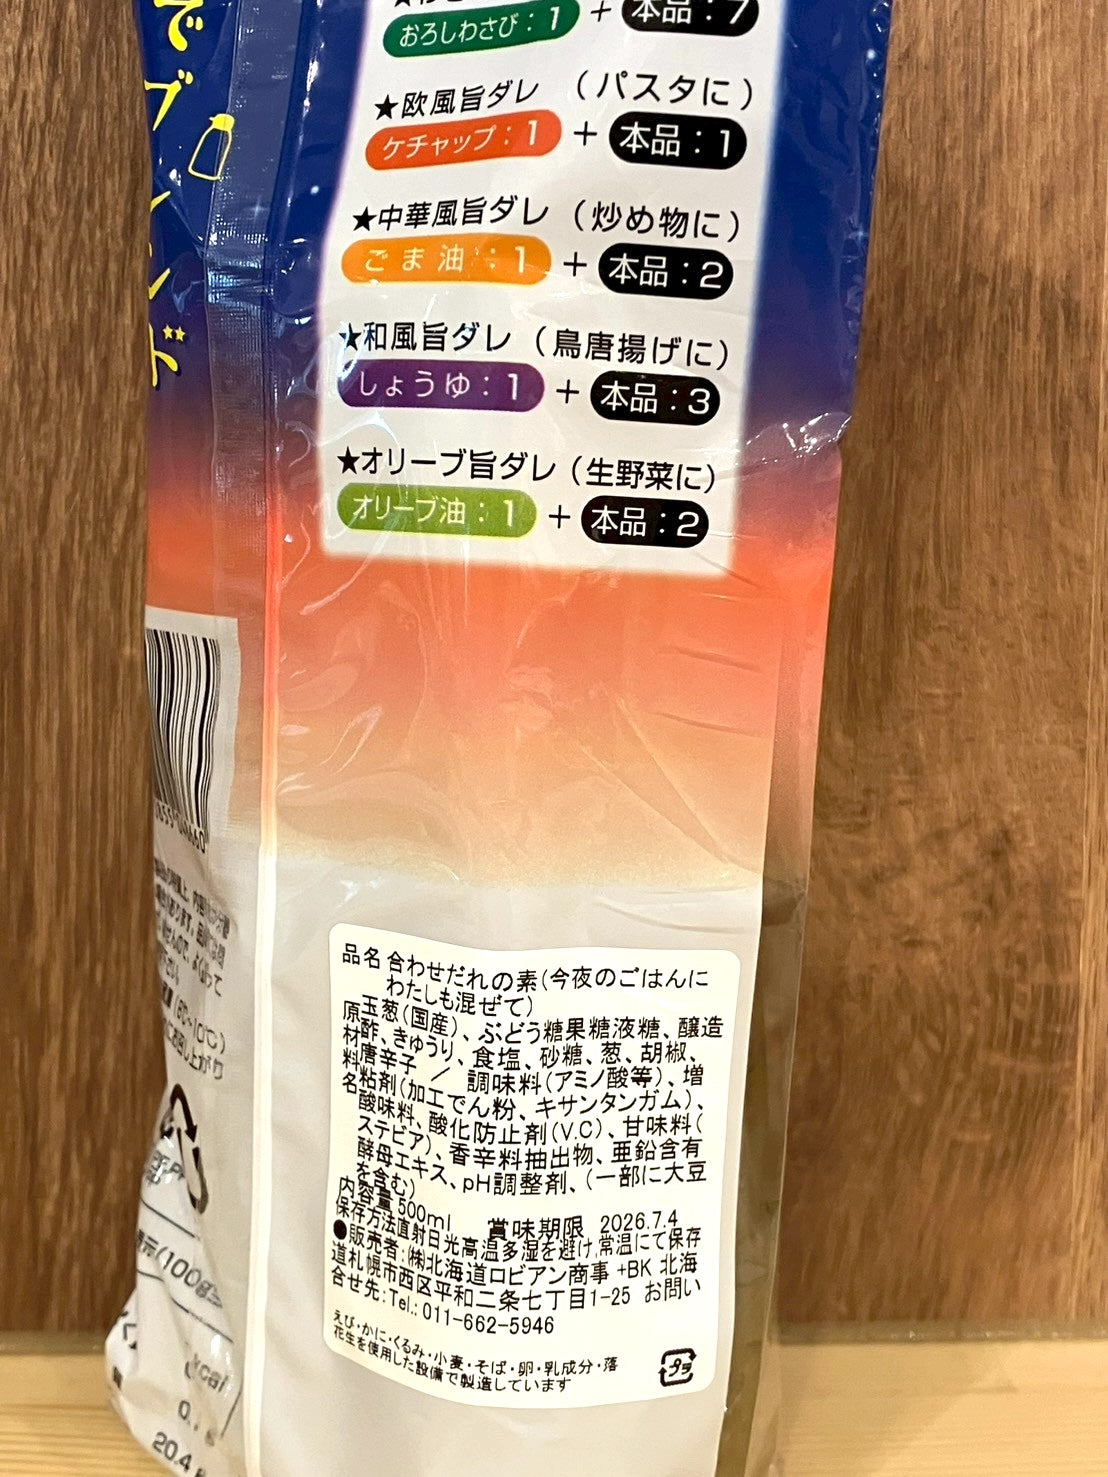 おろしわさび：1 ＋ 本品：7
★欧風旨ダレ （パスタに）
ケチャップ：1 ＋ 本品：1
★中華風旨ダレ （炒め物に）
ごま油：1 ＋ 本品：2
★和風旨ダレ （鳥唐揚げに）
しょうゆ：1 ＋ 本品：3
★オリーブ旨ダレ（生野菜に）
オリーブ油：1 ＋ 本品：2
品名 合わせだれの素(今夜のごはんに
わたしも混ぜて)
原材料名
玉葱(国産)、ぶどう糖果糖液糖、醸造
酢、きゅうり、食塩、砂糖、葱、胡椒、
唐辛子 ／ 調味料(アミノ酸等)、増
粘剤(加工でん粉、キサンタンガム)、
酸味料、酸化防止剤(V.C)、甘味料(
ステビア)、香辛料抽出物、亜鉛含有
酵母エキス、pH調整剤、(一部に大豆
を含む)
内容量 500ml 賞味期限 2026.7.4
保存方法直射日光高温多湿を避け,常温にて保存
●販売者:㈱北海道ロビアン商事 +BK 北海
道札幌市西区平和二条七丁目1-25 お問い
合せ先:Tel.:011-662-5946
えび・かに・くるみ・小麦・そば・卵・乳成分・落
花生を使用した設備で製造しています
プラ
(100g
kcal
20.4